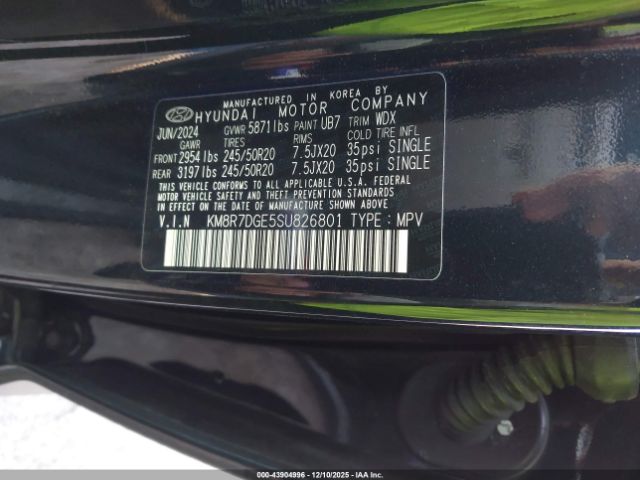 MANUFACTURED IN KOREA BY
HYUNDAI MOTOR COMPANY
JUN/2024 GVWR 5871lbs PAINT UB7 TRIM WDX
GAWR TIRES RIMS COLD TIRE INFL
FRONT 2954lbs 245/50R20 7.5JX20 35psi SINGLE
REAR 3197lbs 245/50R20 7.5JX20 35psi SINGLE
THIS VEHICLE CONFORMS TO ALL APPLICABLE U.S.A. FEDERAL
MOTOR VEHICLE SAFETY AND THEFT PREVENTION STANDARDS
IN EFFECT ON THE DATE OF MANUFACTURE SHOWN ABOVE.
V.I.N KM8R7DGE5SU826801 TYPE : MPV
000-43904996 - 12/10/2025 - IAAI.com